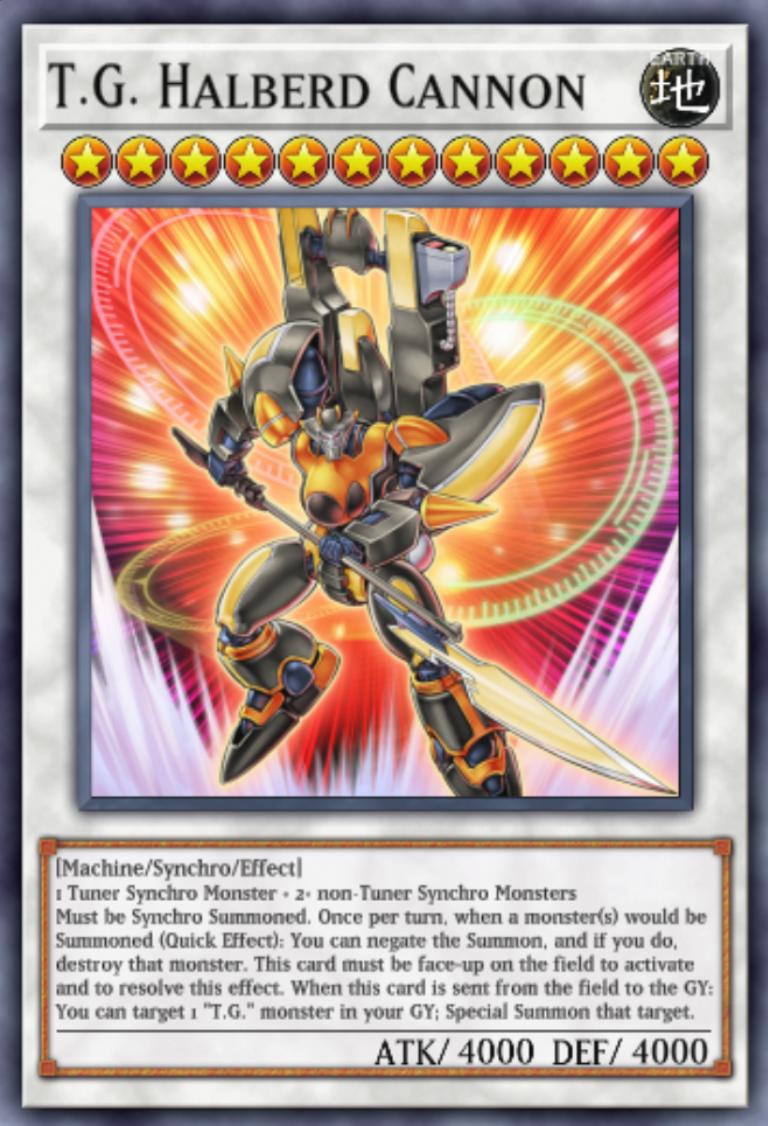 T.G. Halberd Cannon
EARTH
地
[Machine/Synchro/Effect]
1 Tuner Synchro Monster + 2+ non-Tuner Synchro Monsters
Must be Synchro Summoned. Once per turn, when a monster(s) would be
Summoned (Quick Effect): You can negate the Summon, and if you do,
destroy that monster. This card must be face-up on the field to activate
and to resolve this effect. When this card is sent from the field to the GY:
You can target 1 "T.G." monster in your GY; Special Summon that target.
ATK/ 4000 DEF/ 4000